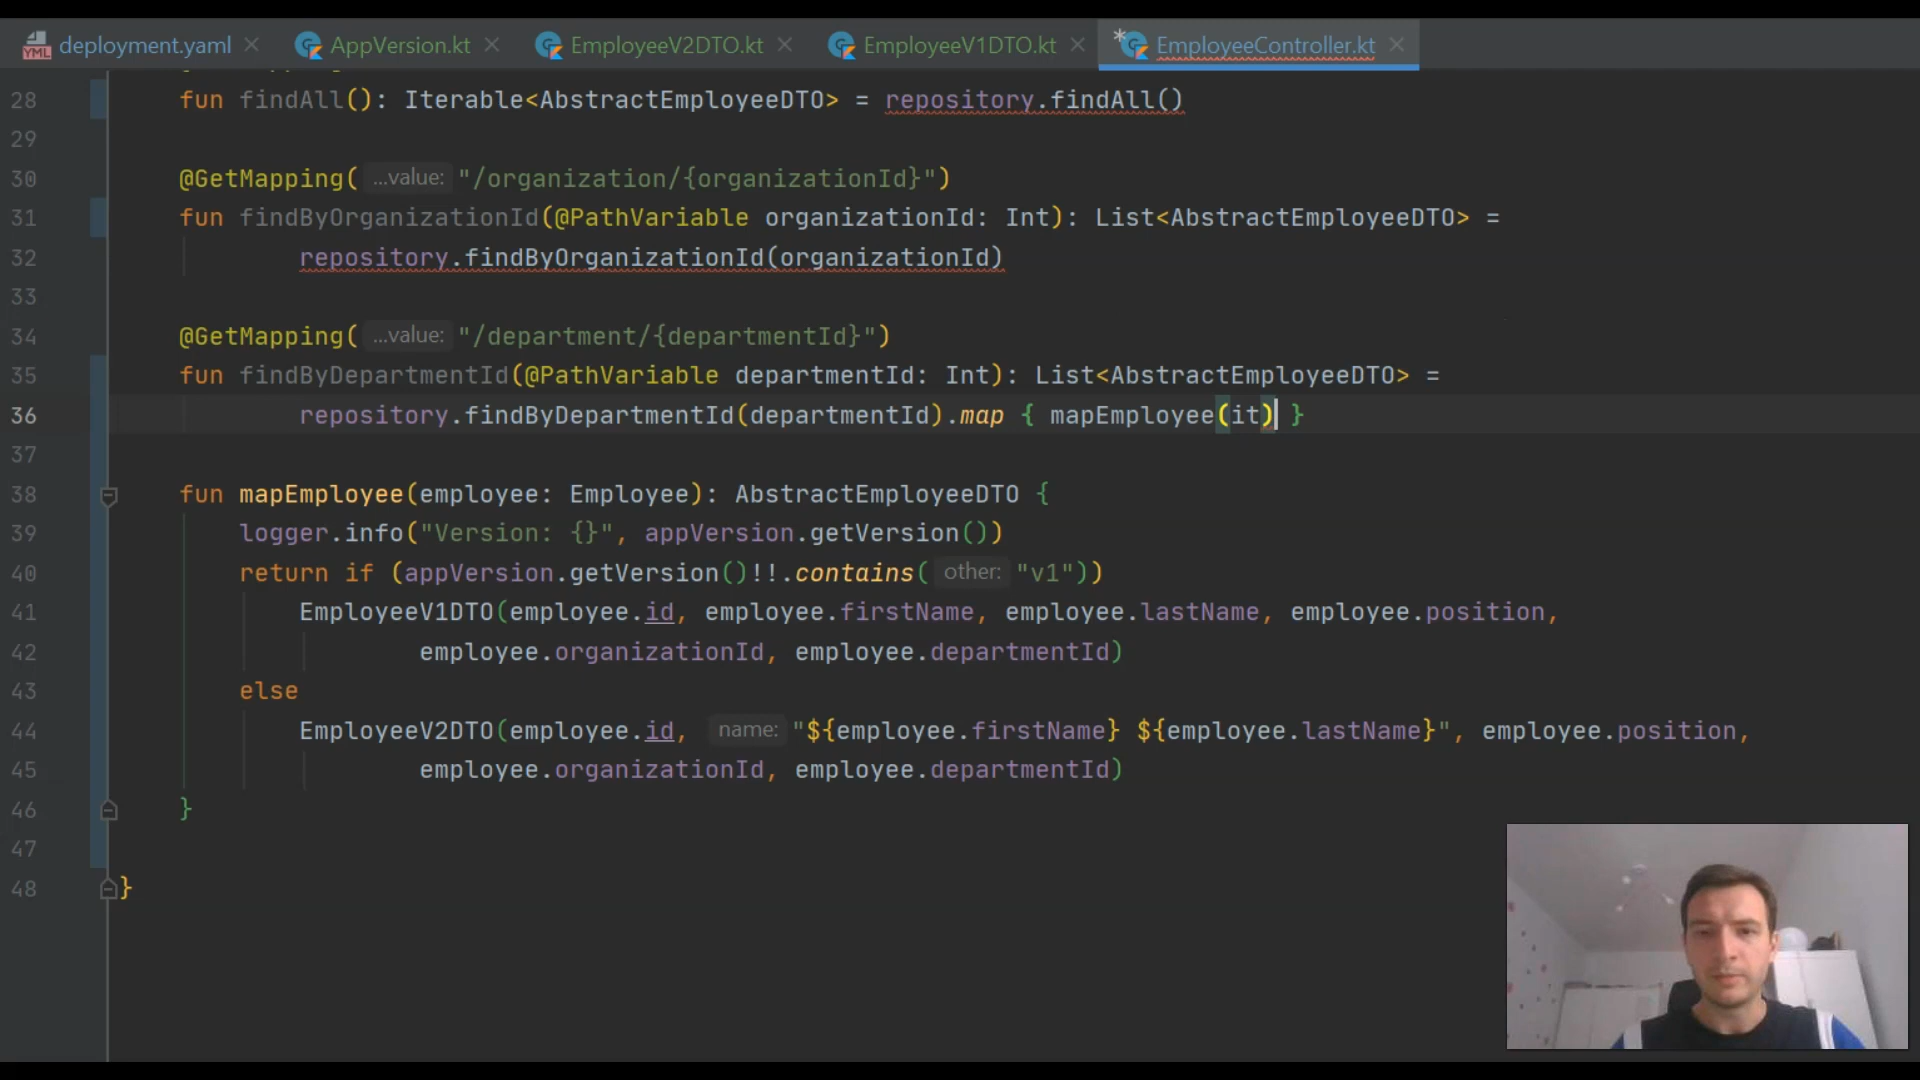 YML deployment.yaml AppVersion.kt EmployeeV2DTO.kt EmployeeV1DTO.kt * EmployeeController.kt
28 fun findAll(): Iterable<AbstractEmployeeDTO> = repository.findAll()
29
30 @GetMapping( ...value: "/organization/{organizationId}")
31 fun findByOrganizationId(@PathVariable organizationId: Int): List<AbstractEmployeeDTO> =
32 repository.findByOrganizationId(organizationId)
33
34 @GetMapping( ...value: "/department/{departmentId}")
35 fun findByDepartmentId(@PathVariable departmentId: Int): List<AbstractEmployeeDTO> =
36 repository.findByDepartmentId(departmentId).map { mapEmployee(it) }
37
38 fun mapEmployee(employee: Employee): AbstractEmployeeDTO {
39 logger.info("Version: {}", appVersion.getVersion())
40 return if (appVersion.getVersion()!!.contains( other: "v1"))
41 EmployeeV1DTO(employee.id, employee.firstName, employee.lastName, employee.position,
42 employee.organizationId, employee.departmentId)
43 else
44 EmployeeV2DTO(employee.id, name: "${employee.firstName} ${employee.lastName}", employee.position,
45 employee.organizationId, employee.departmentId)
46 }
47
48 }